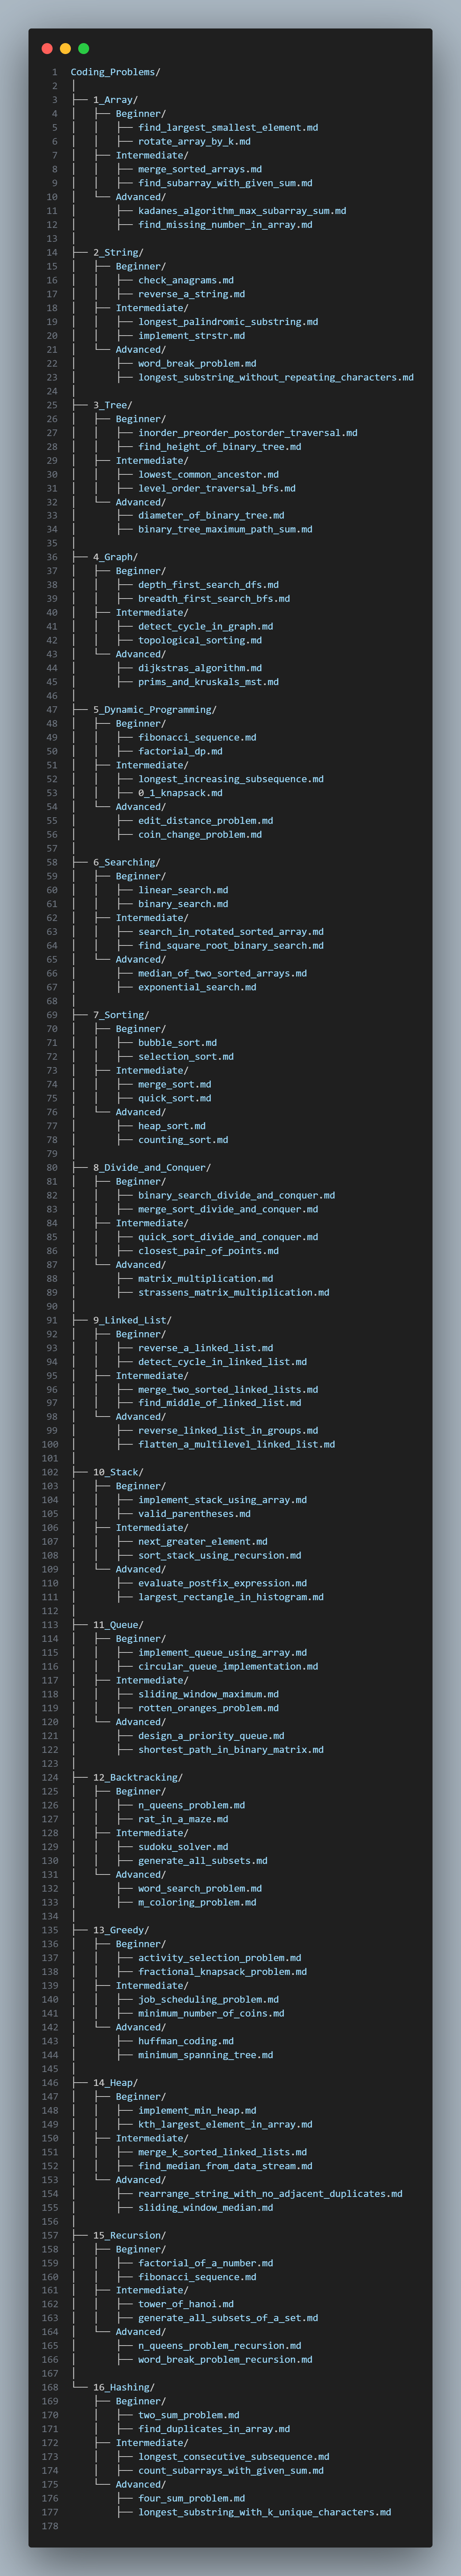 1 Coding_Problems/
2 │
3 ├── 1_Array/
4 │   ├── Beginner/
5 │   │   ├── find_largest_smallest_element.md
6 │   │   ├── rotate_array_by_k.md
7 │   ├── Intermediate/
8 │   │   ├── merge_sorted_arrays.md
9 │   │   ├── find_subarray_with_given_sum.md
10 │   └── Advanced/
11 │       ├── kadanes_algorithm_max_subarray_sum.md
12 │       ├── find_missing_number_in_array.md
13 │
14 ├── 2_String/
15 │   ├── Beginner/
16 │   │   ├── check_anagrams.md
17 │   │   ├── reverse_a_string.md
18 │   ├── Intermediate/
19 │   │   ├── longest_palindromic_substring.md
20 │   │   ├── implement_strstr.md
21 │   └── Advanced/
22 │       ├── word_break_problem.md
23 │       ├── longest_substring_without_repeating_characters.md
24 │
25 ├── 3_Tree/
26 │   ├── Beginner/
27 │   │   ├── inorder_preorder_postorder_traversal.md
28 │   │   ├── find_height_of_binary_tree.md
29 │   ├── Intermediate/
30 │   │   ├── lowest_common_ancestor.md
31 │   │   ├── level_order_traversal_bfs.md
32 │   └── Advanced/
33 │       ├── diameter_of_binary_tree.md
34 │       ├── binary_tree_maximum_path_sum.md
35 │
36 ├── 4_Graph/
37 │   ├── Beginner/
38 │   │   ├── depth_first_search_dfs.md
39 │   │   ├── breadth_first_search_bfs.md
40 │   ├── Intermediate/
41 │   │   ├── detect_cycle_in_graph.md
42 │   │   ├── topological_sorting.md
43 │   └── Advanced/
44 │       ├── dijkstras_algorithm.md
45 │       ├── prims_and_kruskals_mst.md
46 │
47 ├── 5_Dynamic_Programming/
48 │   ├── Beginner/
49 │   │   ├── fibonacci_sequence.md
50 │   │   ├── factorial_dp.md
51 │   ├── Intermediate/
52 │   │   ├── longest_increasing_subsequence.md
53 │   │   ├── 0_1_knapsack.md
54 │   └── Advanced/
55 │       ├── edit_distance_problem.md
56 │       ├── coin_change_problem.md
57 │
58 ├── 6_Searching/
59 │   ├── Beginner/
60 │   │   ├── linear_search.md
61 │   │   ├── binary_search.md
62 │   ├── Intermediate/
63 │   │   ├── search_in_rotated_sorted_array.md
64 │   │   ├── find_square_root_binary_search.md
65 │   └── Advanced/
66 │       ├── median_of_two_sorted_arrays.md
67 │       ├── exponential_search.md
68 │
69 ├── 7_Sorting/
70 │   ├── Beginner/
71 │   │   ├── bubble_sort.md
72 │   │   ├── selection_sort.md
73 │   ├── Intermediate/
74 │   │   ├── merge_sort.md
75 │   │   ├── quick_sort.md
76 │   └── Advanced/
77 │       ├── heap_sort.md
78 │       ├── counting_sort.md
79 │
80 ├── 8_Divide_and_Conquer/
81 │   ├── Beginner/
82 │   │   ├── binary_search_divide_and_conquer.md
83 │   │   ├── merge_sort_divide_and_conquer.md
84 │   ├── Intermediate/
85 │   │   ├── quick_sort_divide_and_conquer.md
86 │   │   ├── closest_pair_of_points.md
87 │   └── Advanced/
88 │       ├── matrix_multiplication.md
89 │       ├── strassens_matrix_multiplication.md
90 │
91 ├── 9_Linked_List/
92 │   ├── Beginner/
93 │   │   ├── reverse_a_linked_list.md
94 │   │   ├── detect_cycle_in_linked_list.md
95 │   ├── Intermediate/
96 │   │   ├── merge_two_sorted_linked_lists.md
97 │   │   ├── find_middle_of_linked_list.md
98 │   └── Advanced/
99 │       ├── reverse_linked_list_in_groups.md
100 │       ├── flatten_a_multilevel_linked_list.md
101 │
102 ├── 10_Stack/
103 │   ├── Beginner/
104 │   │   ├── implement_stack_using_array.md
105 │   │   ├── valid_parentheses.md
106 │   ├── Intermediate/
107 │   │   ├── next_greater_element.md
108 │   │   ├── sort_stack_using_recursion.md
109 │   └── Advanced/
110 │       ├── evaluate_postfix_expression.md
111 │       ├── largest_rectangle_in_histogram.md
112 │
113 ├── 11_Queue/
114 │   ├── Beginner/
115 │   │   ├── implement_queue_using_array.md
116 │   │   ├── circular_queue_implementation.md
117 │   ├── Intermediate/
118 │   │   ├── sliding_window_maximum.md
119 │   │   ├── rotten_oranges_problem.md
120 │   └── Advanced/
121 │       ├── design_a_priority_queue.md
122 │       ├── shortest_path_in_binary_matrix.md
123 │
124 ├── 12_Backtracking/
125 │   ├── Beginner/
126 │   │   ├── n_queens_problem.md
127 │   │   ├── rat_in_a_maze.md
128 │   ├── Intermediate/
129 │   │   ├── sudoku_solver.md
130 │   │   ├── generate_all_subsets.md
131 │   └── Advanced/
132 │       ├── word_search_problem.md
133 │       ├── m_coloring_problem.md
134 │
135 ├── 13_Greedy/
136 │   ├── Beginner/
137 │   │   ├── activity_selection_problem.md
138 │   │   ├── fractional_knapsack_problem.md
139 │   ├── Intermediate/
140 │   │   ├── job_scheduling_problem.md
141 │   │   ├── minimum_number_of_coins.md
142 │   └── Advanced/
143 │       ├── huffman_coding.md
144 │       ├── minimum_spanning_tree.md
145 │
146 ├── 14_Heap/
147 │   ├── Beginner/
148 │   │   ├── implement_min_heap.md
149 │   │   ├── kth_largest_element_in_array.md
150 │   ├── Intermediate/
151 │   │   ├── merge_k_sorted_linked_lists.md
152 │   │   ├── find_median_from_data_stream.md
153 │   └── Advanced/
154 │       ├── rearrange_string_with_no_adjacent_duplicates.md
155 │       ├── sliding_window_median.md
156 │
157 ├── 15_Recursion/
158 │   ├── Beginner/
159 │   │   ├── factorial_of_a_number.md
160 │   │   ├── fibonacci_sequence.md
161 │   ├── Intermediate/
162 │   │   ├── tower_of_hanoi.md
163 │   │   ├── generate_all_subsets_of_a_set.md
164 │   └── Advanced/
165 │       ├── n_queens_problem_recursion.md
166 │       ├── word_break_problem_recursion.md
167 │
168 └── 16_Hashing/
169     ├── Beginner/
170     │   ├── two_sum_problem.md
171     │   ├── find_duplicates_in_array.md
172     ├── Intermediate/
173     │   ├── longest_consecutive_subsequence.md
174     │   ├── count_subarrays_with_given_sum.md
175     └── Advanced/
176         ├── four_sum_problem.md
177         ├── longest_substring_with_k_unique_characters.md
178